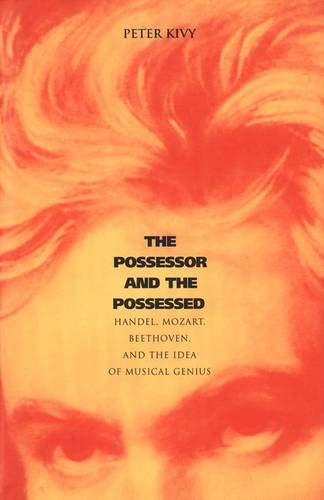 PETER KIVY
THE
POSSESSOR
AND THE
POSSESSED
HANDEL, MOZART,
BEETHOVEN,
AND THE IDEA
OF MUSICAL GENIUS